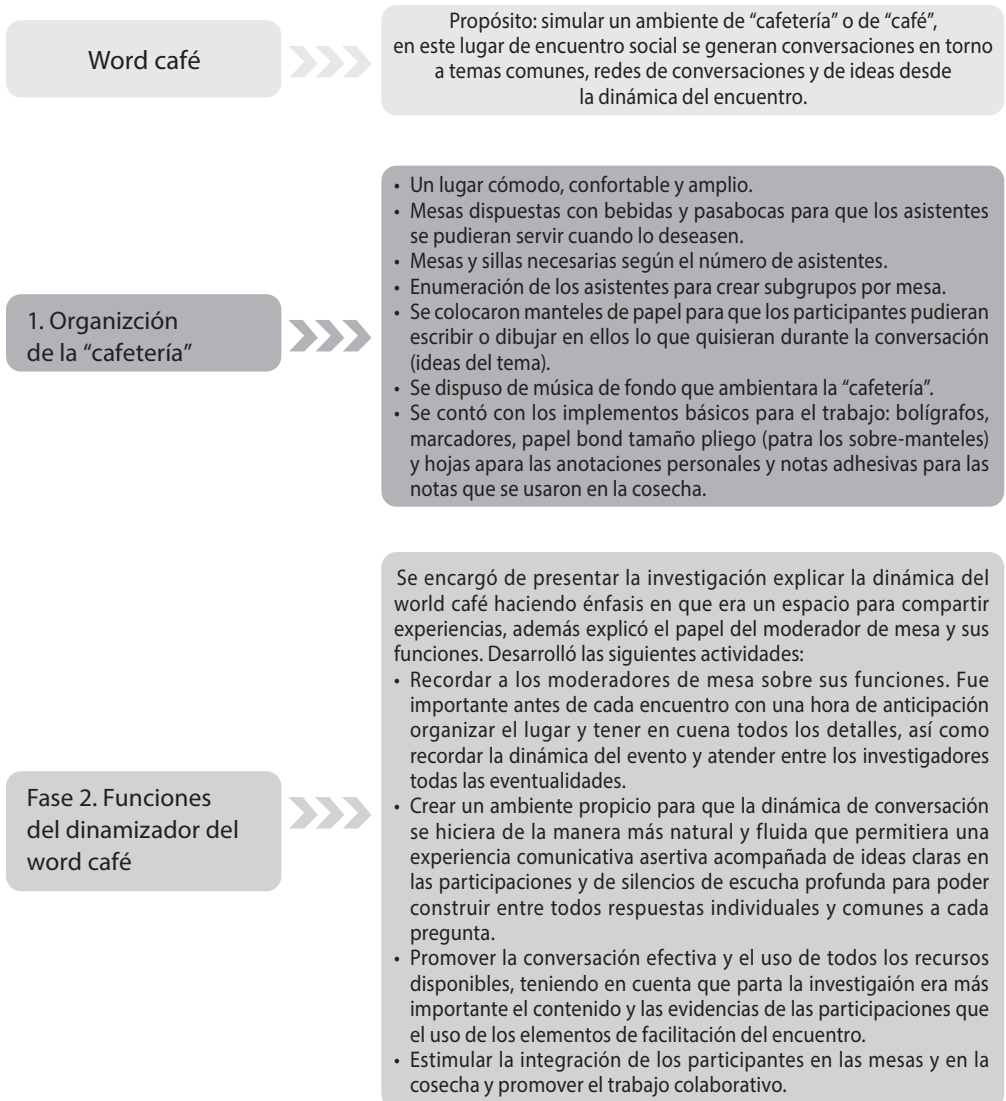 Word café
Propósito: simular un ambiente de “cafetería” o de “café”,
en este lugar de encuentro social se generan conversaciones en torno
a temas comunes, redes de conversaciones y de ideas desde
la dinámica del encuentro.
1. Organizción
de la “cafetería”
• Un lugar cómodo, confortable y amplio.
• Mesas dispuestas con bebidas y pasabocas para que los asistentes
se pudieran servir cuando lo deseasen.
• Mesas y sillas necesarias según el número de asistentes.
• Enumeración de los asistentes para crear subgrupos por mesa.
• Se colocaron manteles de papel para que los participantes pudieran
escribir o dibujar en ellos lo que quisieran durante la conversación
(ideas del tema).
• Se dispuso de música de fondo que ambientara la “cafetería”.
• Se contó con los implementos básicos para el trabajo: bolígrafos,
marcadores, papel bond tamaño pliego (patra los sobre-manteles)
y hojas apara las anotaciones personales y notas adhesivas para las
notas que se usaron en la cosecha.
Fase 2. Funciones
del dinamizador del
word café
Se encargó de presentar la investigación explicar la dinámica del
world café haciendo énfasis en que era un espacio para compartir
experiencias, además explicó el papel del moderador de mesa y sus
funciones. Desarrolló las siguientes actividades:
• Recordar a los moderadores de mesa sobre sus funciones. Fue
importante antes de cada encuentro con una hora de anticipación
organizar el lugar y tener en cuena todos los detalles, así como
recordar la dinámica del evento y atender entre los investigadores
todas las eventualidades.
• Crear un ambiente propicio para que la dinámica de conversación
se hiciera de la manera más natural y fluida que permitiera una
experiencia comunicativa asertiva acompañada de ideas claras en
las participaciones y de silencios de escucha profunda para poder
construir entre todos respuestas individuales y comunes a cada
pregunta.
• Promover la conversación efectiva y el uso de todos los recursos
disponibles, teniendo en cuenta que parta la investigaión era más
importante el contenido y las evidencias de las participaciones que
el uso de los elementos de facilitación del encuentro.
• Estimular la integración de los participantes en las mesas y en la
cosecha y promover el trabajo colaborativo.